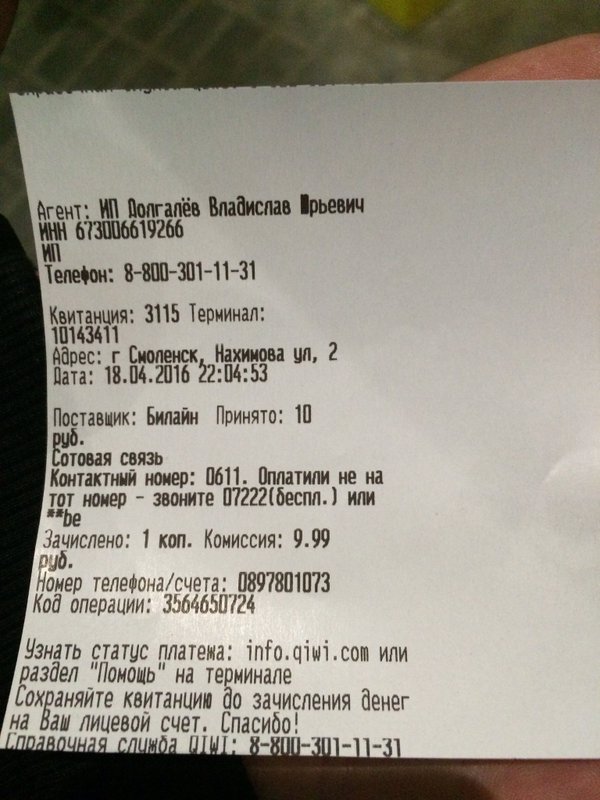 Агент: ИП Долгалёв Владислав Юрьевич
ИНН 673006619266
ИП
Телефон: 8-800-301-11-31
Квитанция: 3115 Терминал:
10143411
Адрес: г Смоленск, Нахимова ул, 2
Дата: 18.04.2016 22:04:53
Поставщик: Билайн Принято: 10
руб.
Сотовая связь
Контактный номер: 0611. Оплатили не на
тот номер - звоните 07222(беспл.) или
**be
Зачислено: 1 коп. Комиссия: 9.99
руб.
Номер телефона/счета: 0897801073
Код операции: 3564650724
Узнать статус платежа: info.qiwi.com или
раздел "Помощь" на терминале
Сохраняйте квитанцию до зачисления денег
на Ваш лицевой счет. Спасибо!
Справочная служба QIWI: 8-800-301-11-31